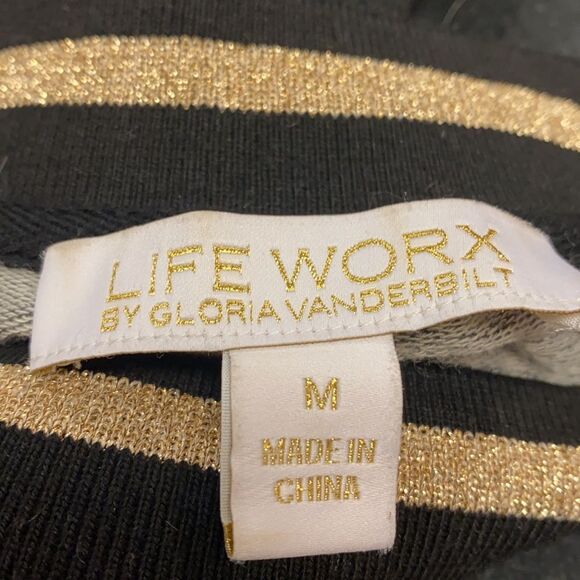 LIFE WORX
BY GLORIA VANDERBILT
M
MADE IN
CHINA